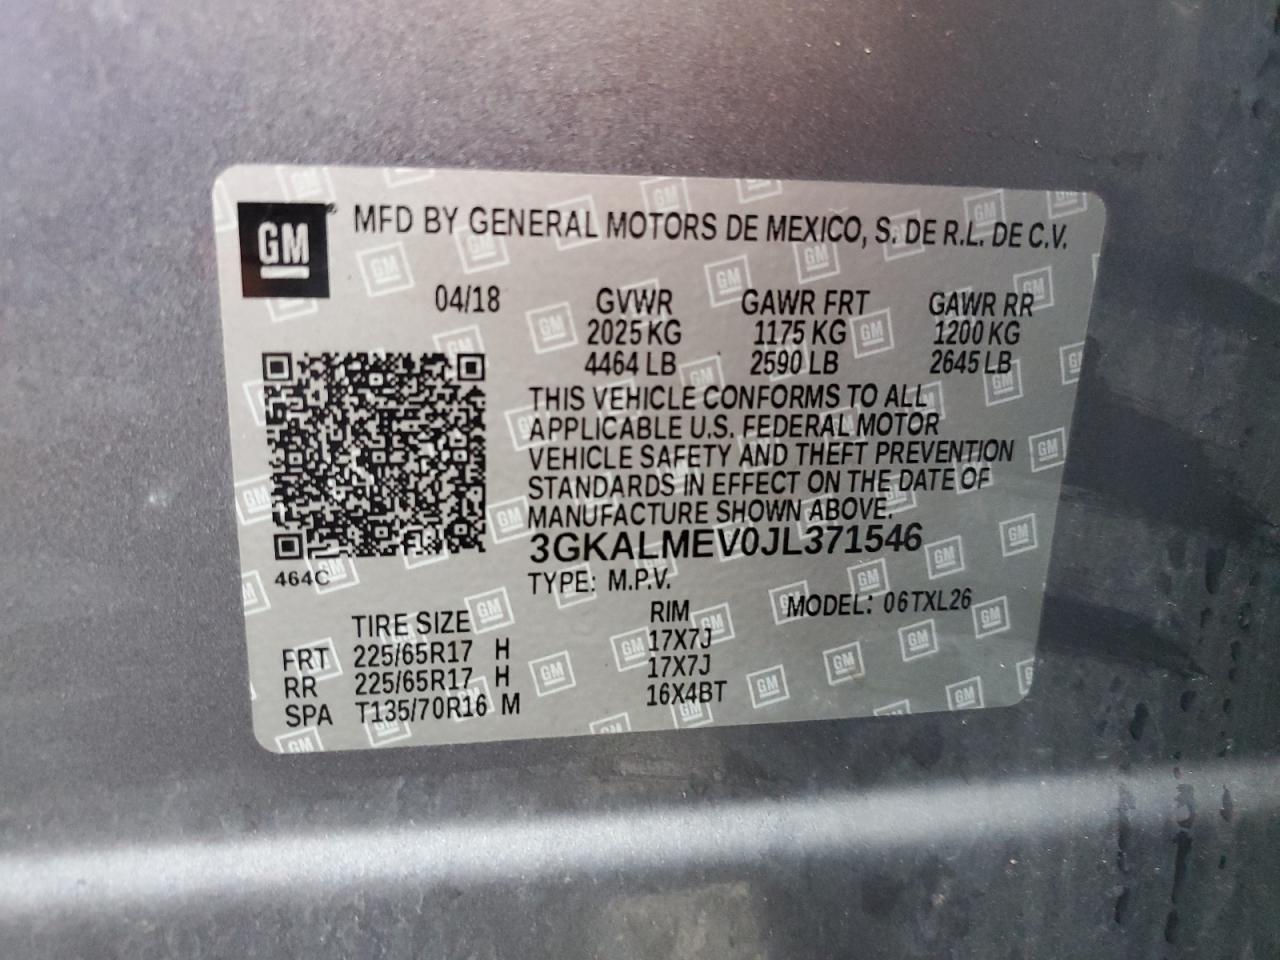 GM
MFD BY GENERAL MOTORS DE MEXICO, S. DE R.L. DE C.V.
04/18 GVWR GAWR FRT GAWR RR
2025 KG 1175 KG 1200 KG
4464 LB 2590 LB 2645 LB
THIS VEHICLE CONFORMS TO ALL
APPLICABLE U.S. FEDERAL MOTOR
VEHICLE SAFETY AND THEFT PREVENTION
STANDARDS IN EFFECT ON THE DATE OF
MANUFACTURE SHOWN ABOVE.
3GKALMEV0JL371546
464C
TYPE: M.P.V. MODEL: 06TXL26
TIRE SIZE RIM
FRT 225/65R17 H 17X7J
RR 225/65R17 H 17X7J
SPA T135/70R16 M 16X4BT